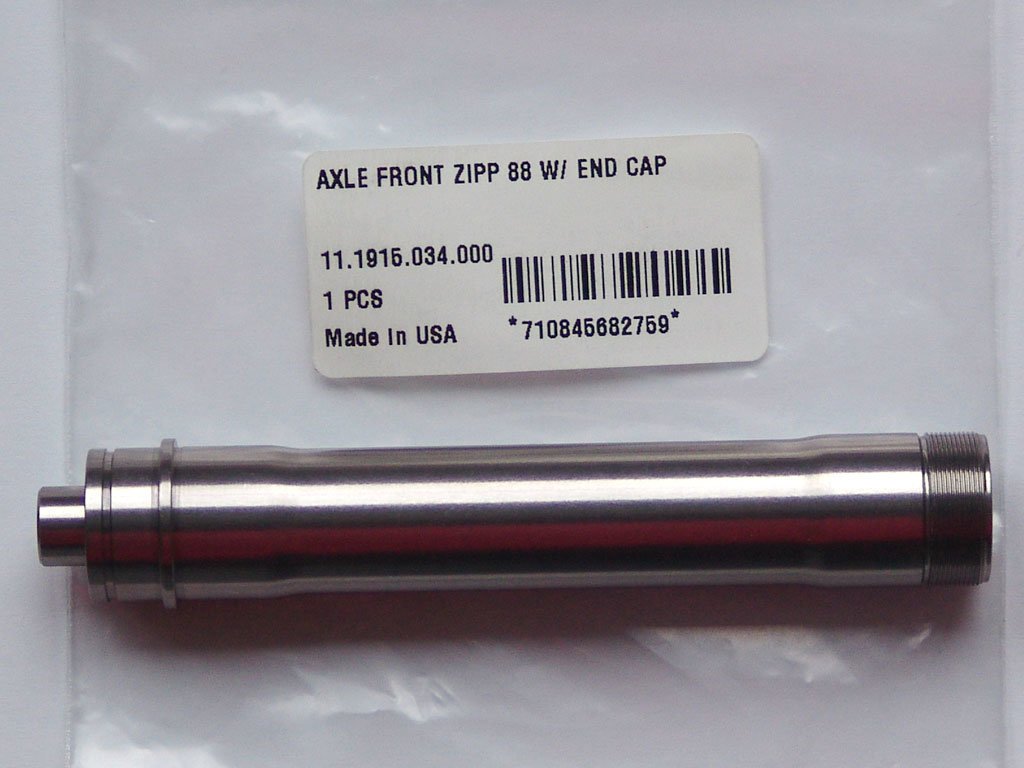 AXLE FRONT ZIPP 88 W/ END CAP
11.1915.034.000
1 PCS
Made in USA
*710845682759*